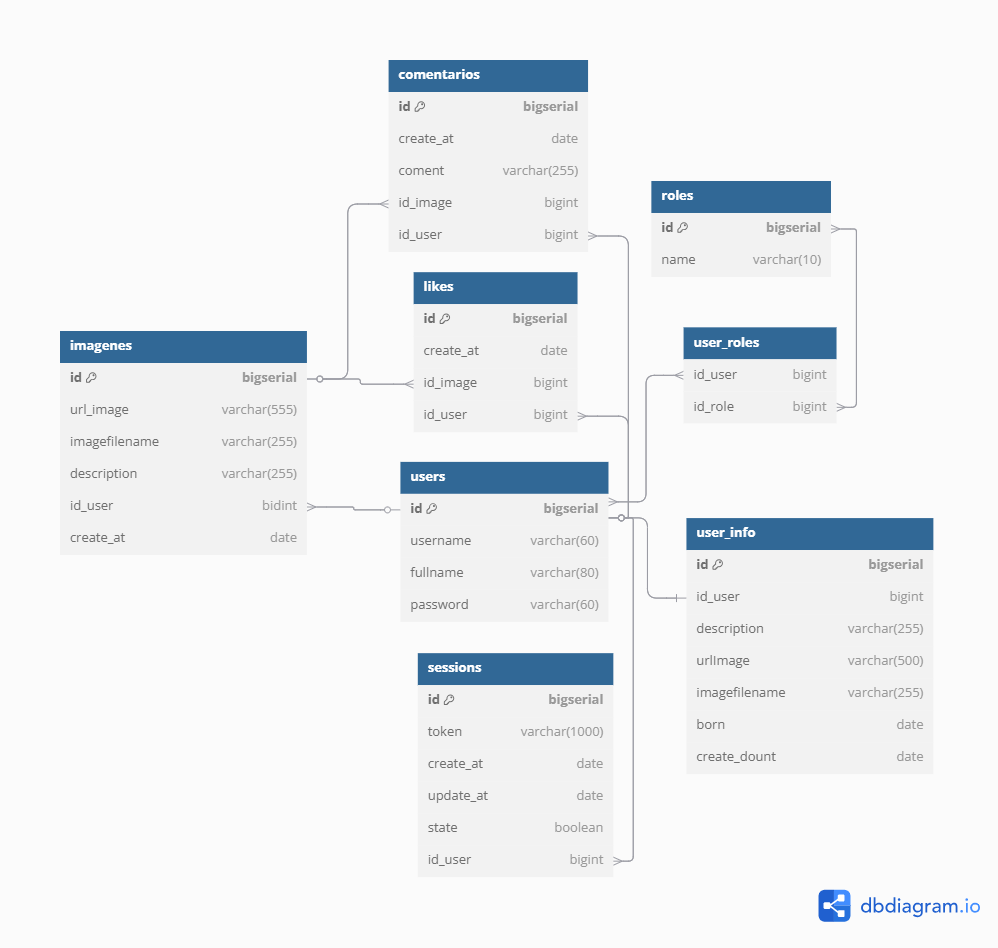 comentarios
id bigserial
create_at date
coment varchar(255)
id_image bigint
id_user bigint
roles
id bigserial
name varchar(10)
likes
id bigserial
create_at date
id_image bigint
id_user bigint
imagenes
id bigserial
url_image varchar(555)
imagefilename varchar(255)
description varchar(255)
id_user bidint
create_at date
user_roles
id_user bigint
id_role bigint
users
id bigserial
username varchar(60)
fullname varchar(80)
password varchar(60)
user_info
id bigserial
id_user bigint
description varchar(255)
urlImage varchar(500)
imagefilename varchar(255)
born date
create_dount date
sessions
id bigserial
token varchar(1000)
create_at date
update_at date
state boolean
id_user bigint
dbdiagram.io